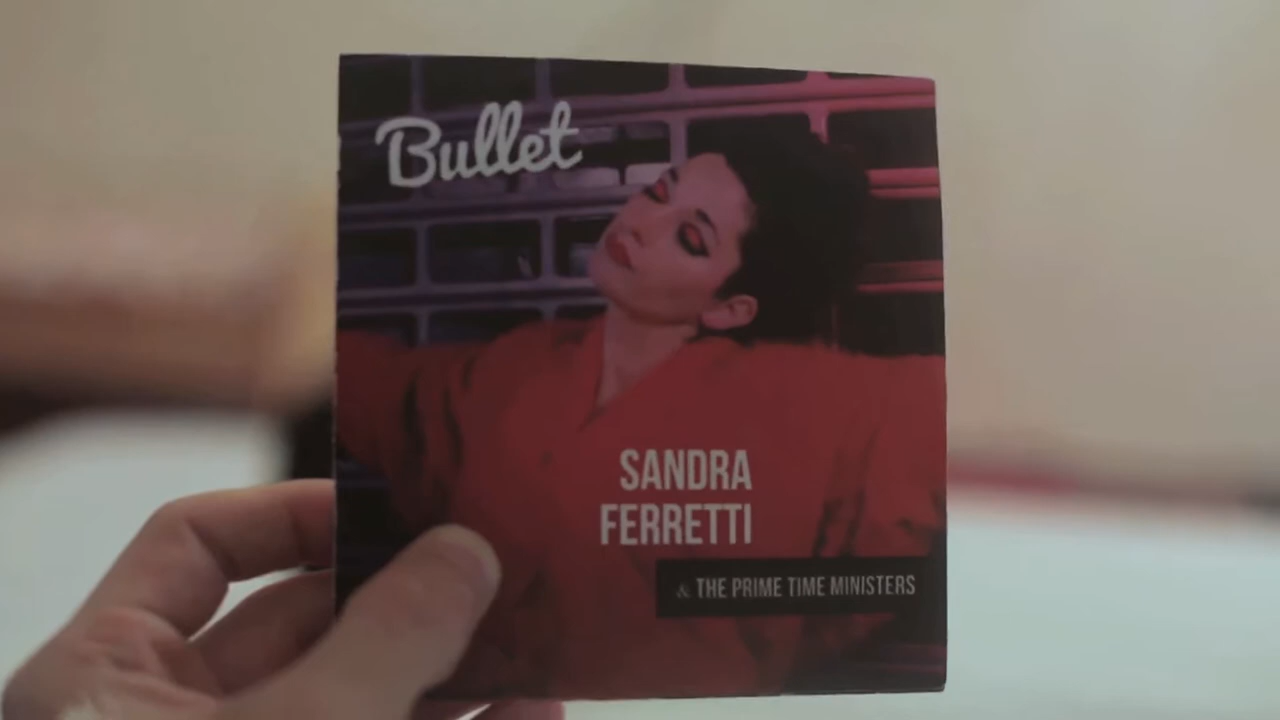 Bullet
SANDRA
FERRETTI
& THE PRIME TIME MINISTERS